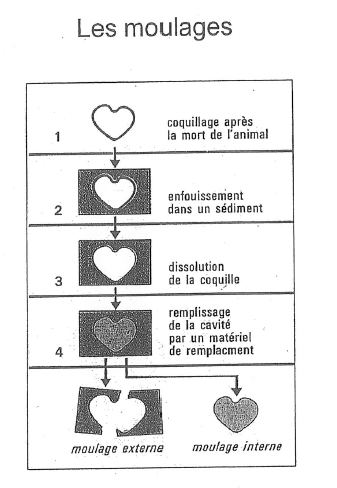 Les moulages
1
coquillage après
la mort de l'animal
2
enfouissement
dans un sédiment
3
dissolution
de la coquille
4
remplissage
de la cavité
par un matériel
de remplacment
moulage externe
moulage interne